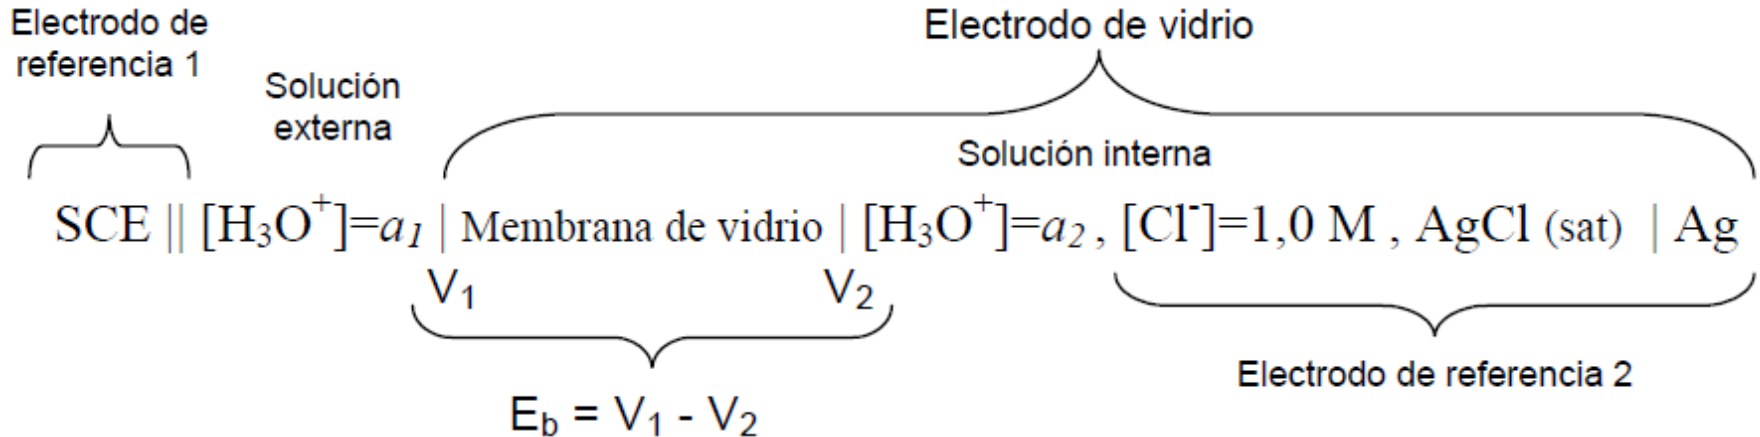 Electrodo de
referencia 1
Solución
externa
Electrodo de vidrio
Solución interna
SCE || [H₃O⁺]=a₁ | Membrana de vidrio | [H₃O⁺]=a₂ , [Cl⁻]=1,0 M , AgCl (sat) | Ag
V₁ V₂
E_b = V₁ - V₂
Electrodo de referencia 2